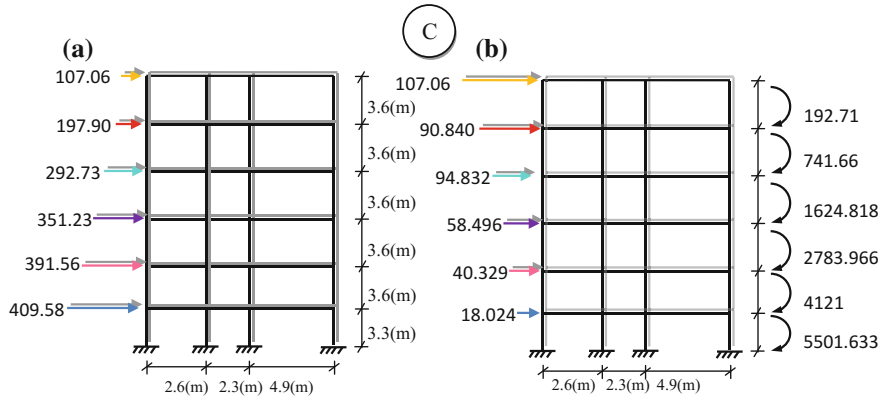 C
(a)
107.06
197.90
292.73
351.23
391.56
409.58
3.6(m)
3.6(m)
3.6(m)
3.6(m)
3.6(m)
3.3(m)
2.6(m) 2.3(m) 4.9(m)
(b)
107.06
90.840
94.832
58.496
40.329
18.024
192.71
741.66
1624.818
2783.966
4121
5501.633
2.6(m) 2.3(m) 4.9(m)